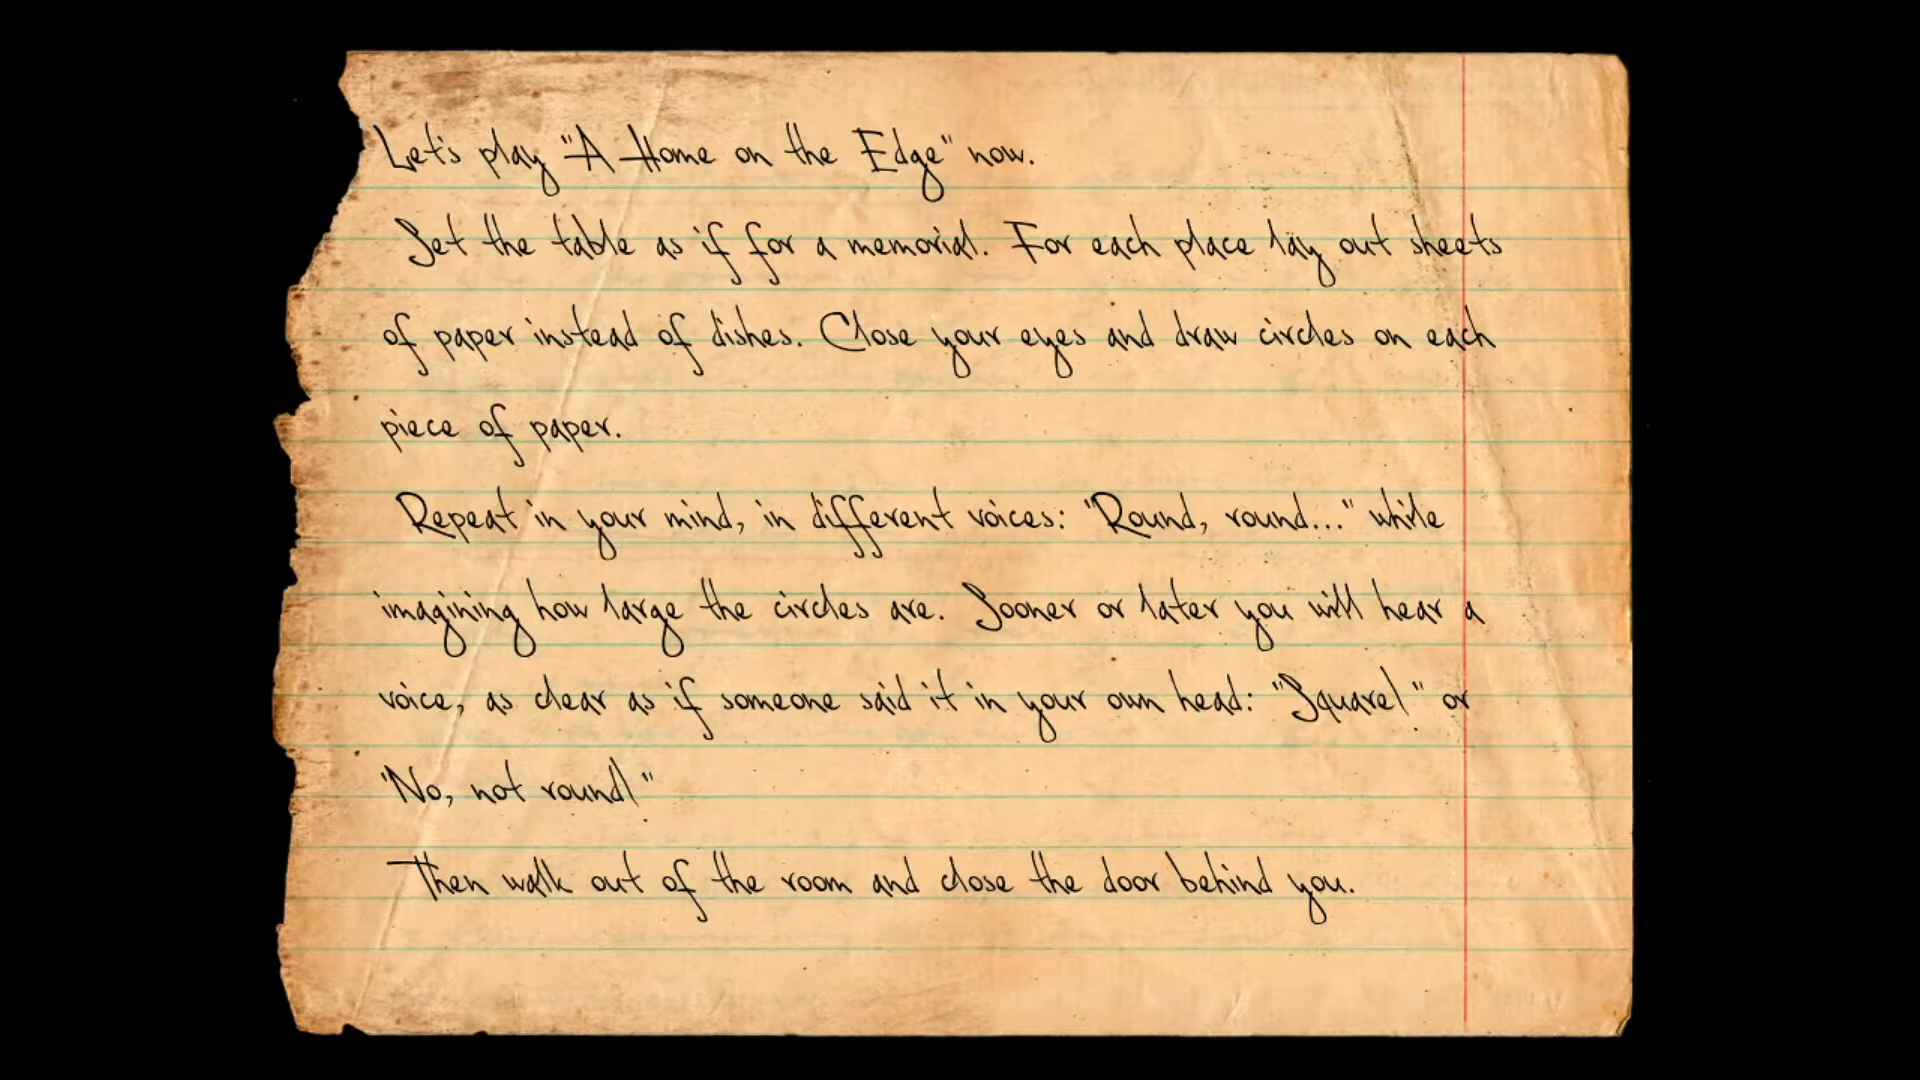 Let's play "A Home on the Edge" now.
Set the table as if for a memorial. For each place lay out sheets
of paper instead of dishes. Close your eyes and draw circles on each
piece of paper.
Repeat in your mind, in different voices: "Round, round..." while
imagining how large the circles are. Sooner or later you will hear a
voice, as clear as if someone said it in your own head: "Square!" or
"No, not round!"
Then walk out of the room and close the door behind you.